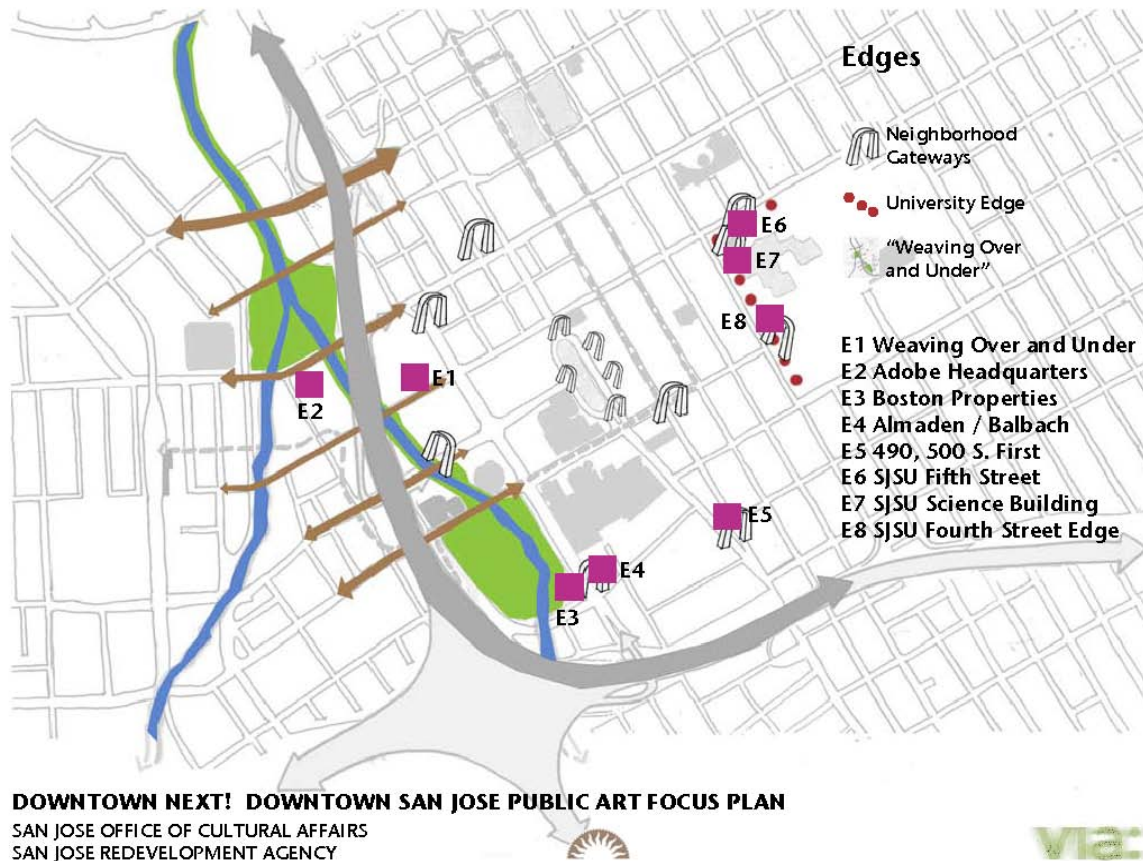 Edges
Neighborhood
Gateways
University Edge
“Weaving Over
and Under”
E1 Weaving Over and Under
E2 Adobe Headquarters
E3 Boston Properties
E4 Almaden / Balbach
E5 490, 500 S. First
E6 SJSU Fifth Street
E7 SJSU Science Building
E8 SJSU Fourth Street Edge
E6
E7
E8
E1
E2
E5
E4
E3
DOWNTOWN NEXT! DOWNTOWN SAN JOSE PUBLIC ART FOCUS PLAN
SAN JOSE OFFICE OF CULTURAL AFFAIRS
SAN JOSE REDEVELOPMENT AGENCY
via: